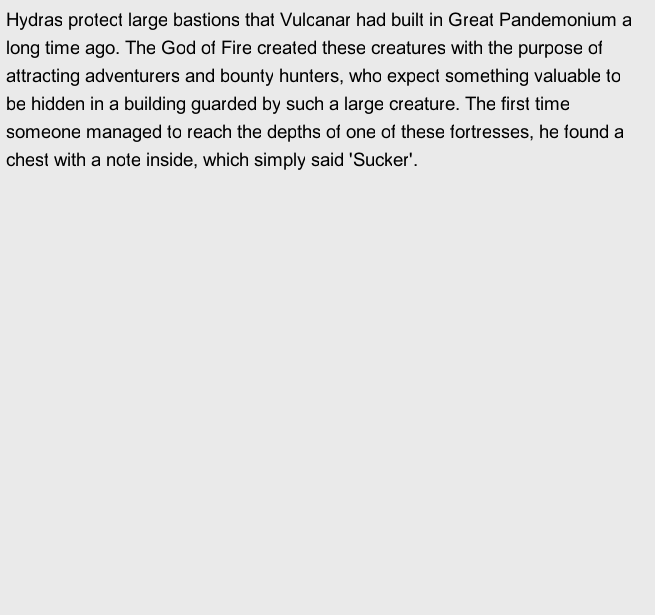 Hydras protect large bastions that Vulcanar had built in Great Pandemonium a
long time ago. The God of Fire created these creatures with the purpose of
attracting adventurers and bounty hunters, who expect something valuable to
be hidden in a building guarded by such a large creature. The first time
someone managed to reach the depths of one of these fortresses, he found a
chest with a note inside, which simply said 'Sucker'.